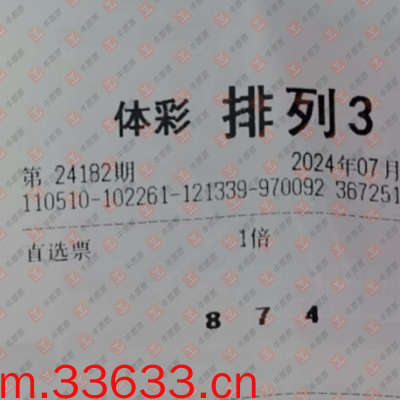 体彩 排列3
第 24182期 2024年07月
110510-102261-121339-970092 367251
直选票 1倍
8 7 4
m.33633.cn